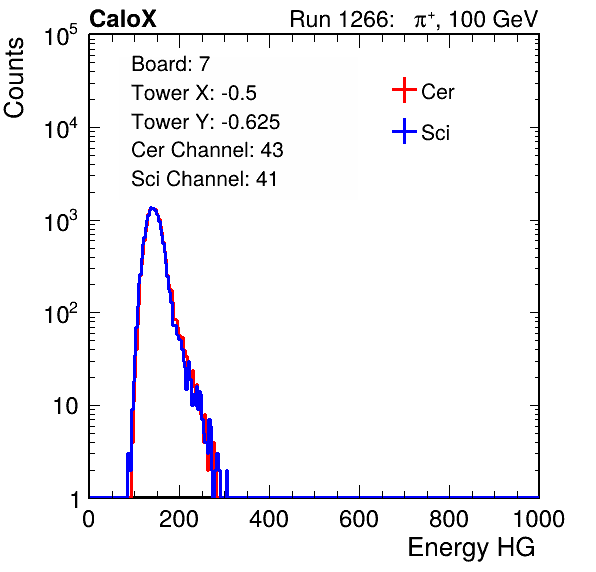 CaloX Run 1266: π⁺, 100 GeV
Board: 7
Tower X: -0.5
Tower Y: -0.625
Cer Channel: 43
Sci Channel: 41
Cer
Sci
Counts
10⁵
10⁴
10³
10²
10
1
0 200 400 600 800 1000
Energy HG